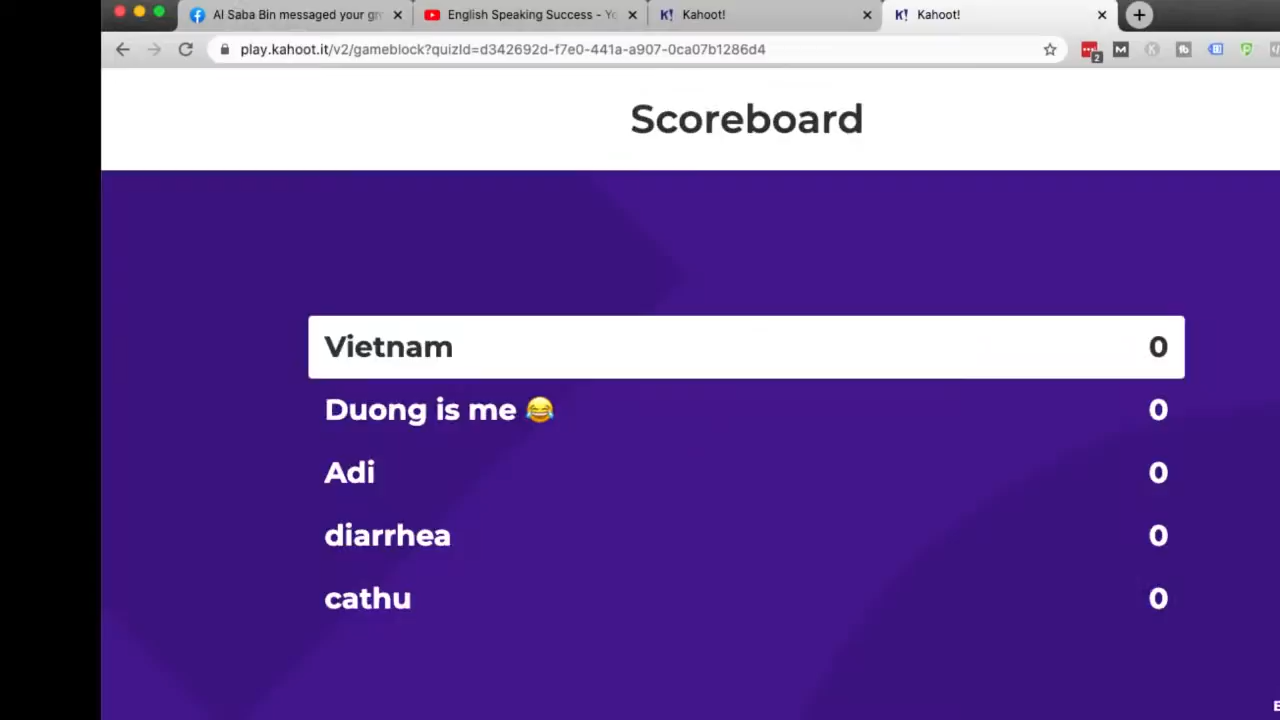 Al Saba Bin messaged your gr
English Speaking Success - Yo
K! Kahoot!
K! Kahoot!
play.kahoot.it/v2/gameblock?quizId=d342692d-f7e0-441a-a907-0ca07b1286d4
2
Scoreboard
Vietnam 0
Duong is me 😂 0
Adi 0
diarrhea 0
cathu 0